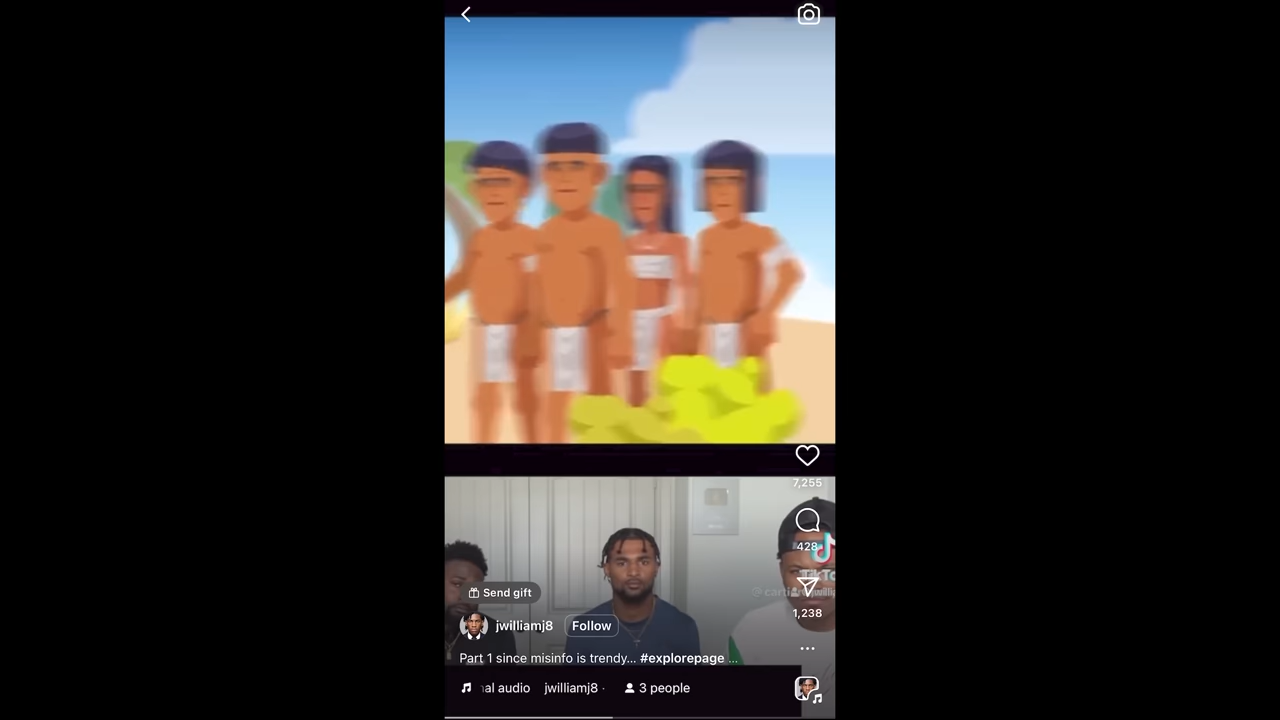 7,255
428
TikTok
Send gift
1,238
jwilliamj8
Follow
Part 1 since misinfo is trendy... #explorepage ...
al audio jwilliamj8 ·
3 people